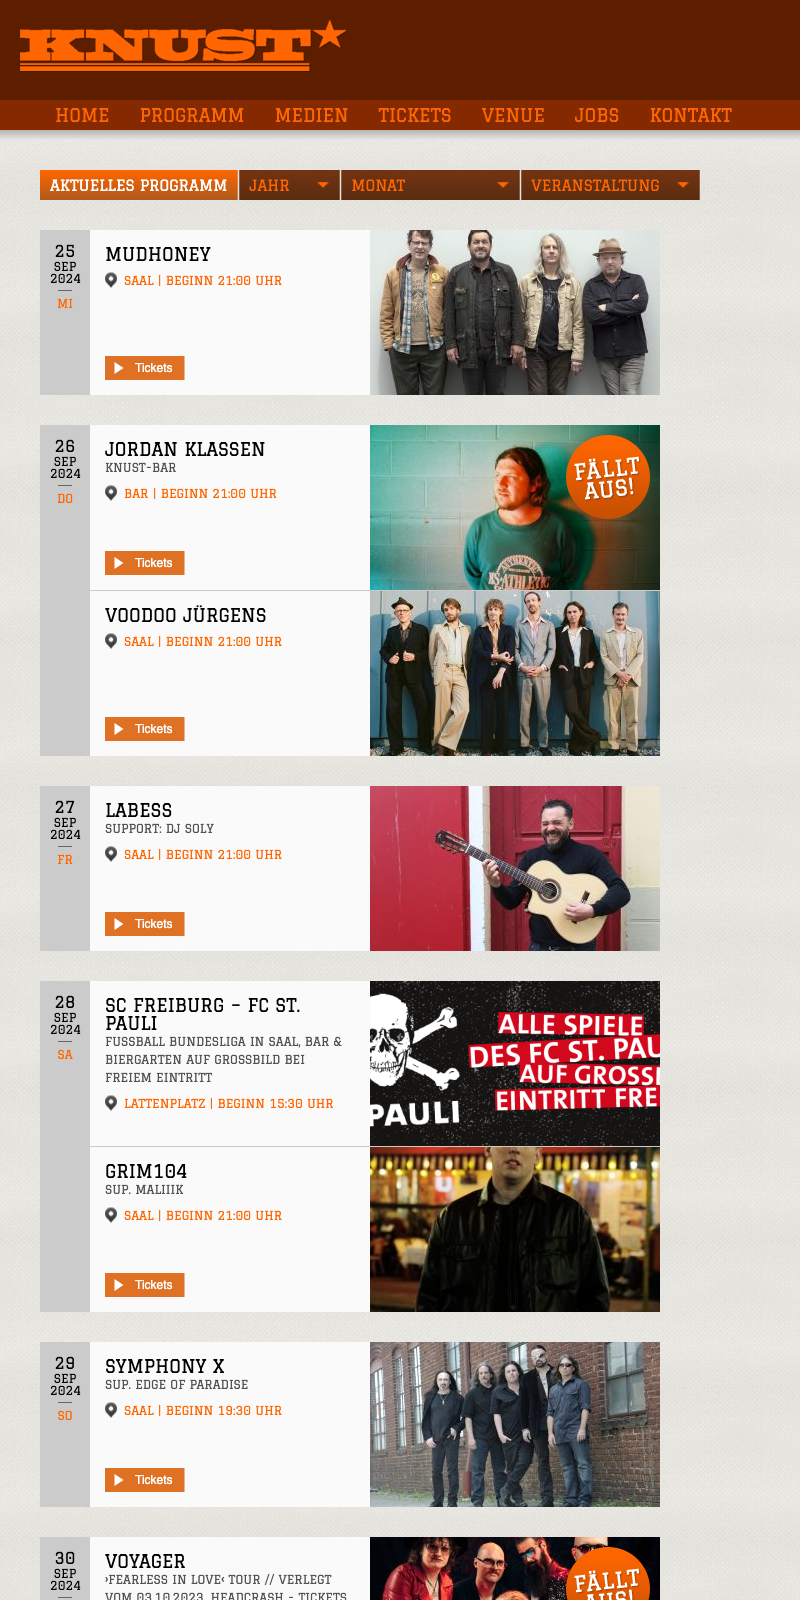 KNUST
HOME PROGRAMM MEDIEN TICKETS VENUE JOBS KONTAKT
AKTUELLES PROGRAMM JAHR MONAT VERANSTALTUNG
25
SEP
2024
MI
MUDHONEY
SAAL | BEGINN 21:00 UHR
Tickets
26
SEP
2024
DO
JORDAN KLASSEN
KNUST-BAR
BAR | BEGINN 21:00 UHR
Tickets
FÄLLT
AUS!
VOODOO JÜRGENS
SAAL | BEGINN 21:00 UHR
Tickets
27
SEP
2024
FR
LABESS
SUPPORT: DJ SOLY
SAAL | BEGINN 21:00 UHR
Tickets
28
SEP
2024
SA
SC FREIBURG – FC ST.
PAULI
FUSSBALL BUNDESLIGA IN SAAL, BAR &
BIERGARTEN AUF GROSSBILD BEI
FREIEM EINTRITT
LATTENPLATZ | BEGINN 15:30 UHR
PAULI
ALLE SPIELE
DES FC ST. PAU
AUF GROSS
EINTRITT FRE
GRIM104
SUP. MALIIIK
SAAL | BEGINN 21:00 UHR
Tickets
29
SEP
2024
SO
SYMPHONY X
SUP. EDGE OF PARADISE
SAAL | BEGINN 19:30 UHR
Tickets
30
SEP
2024
VOYAGER
›FEARLESS IN LOVE‹ TOUR // VERLEGT
VOM 03.10.2023, HEADCRASH - TICKETS
FÄLLT